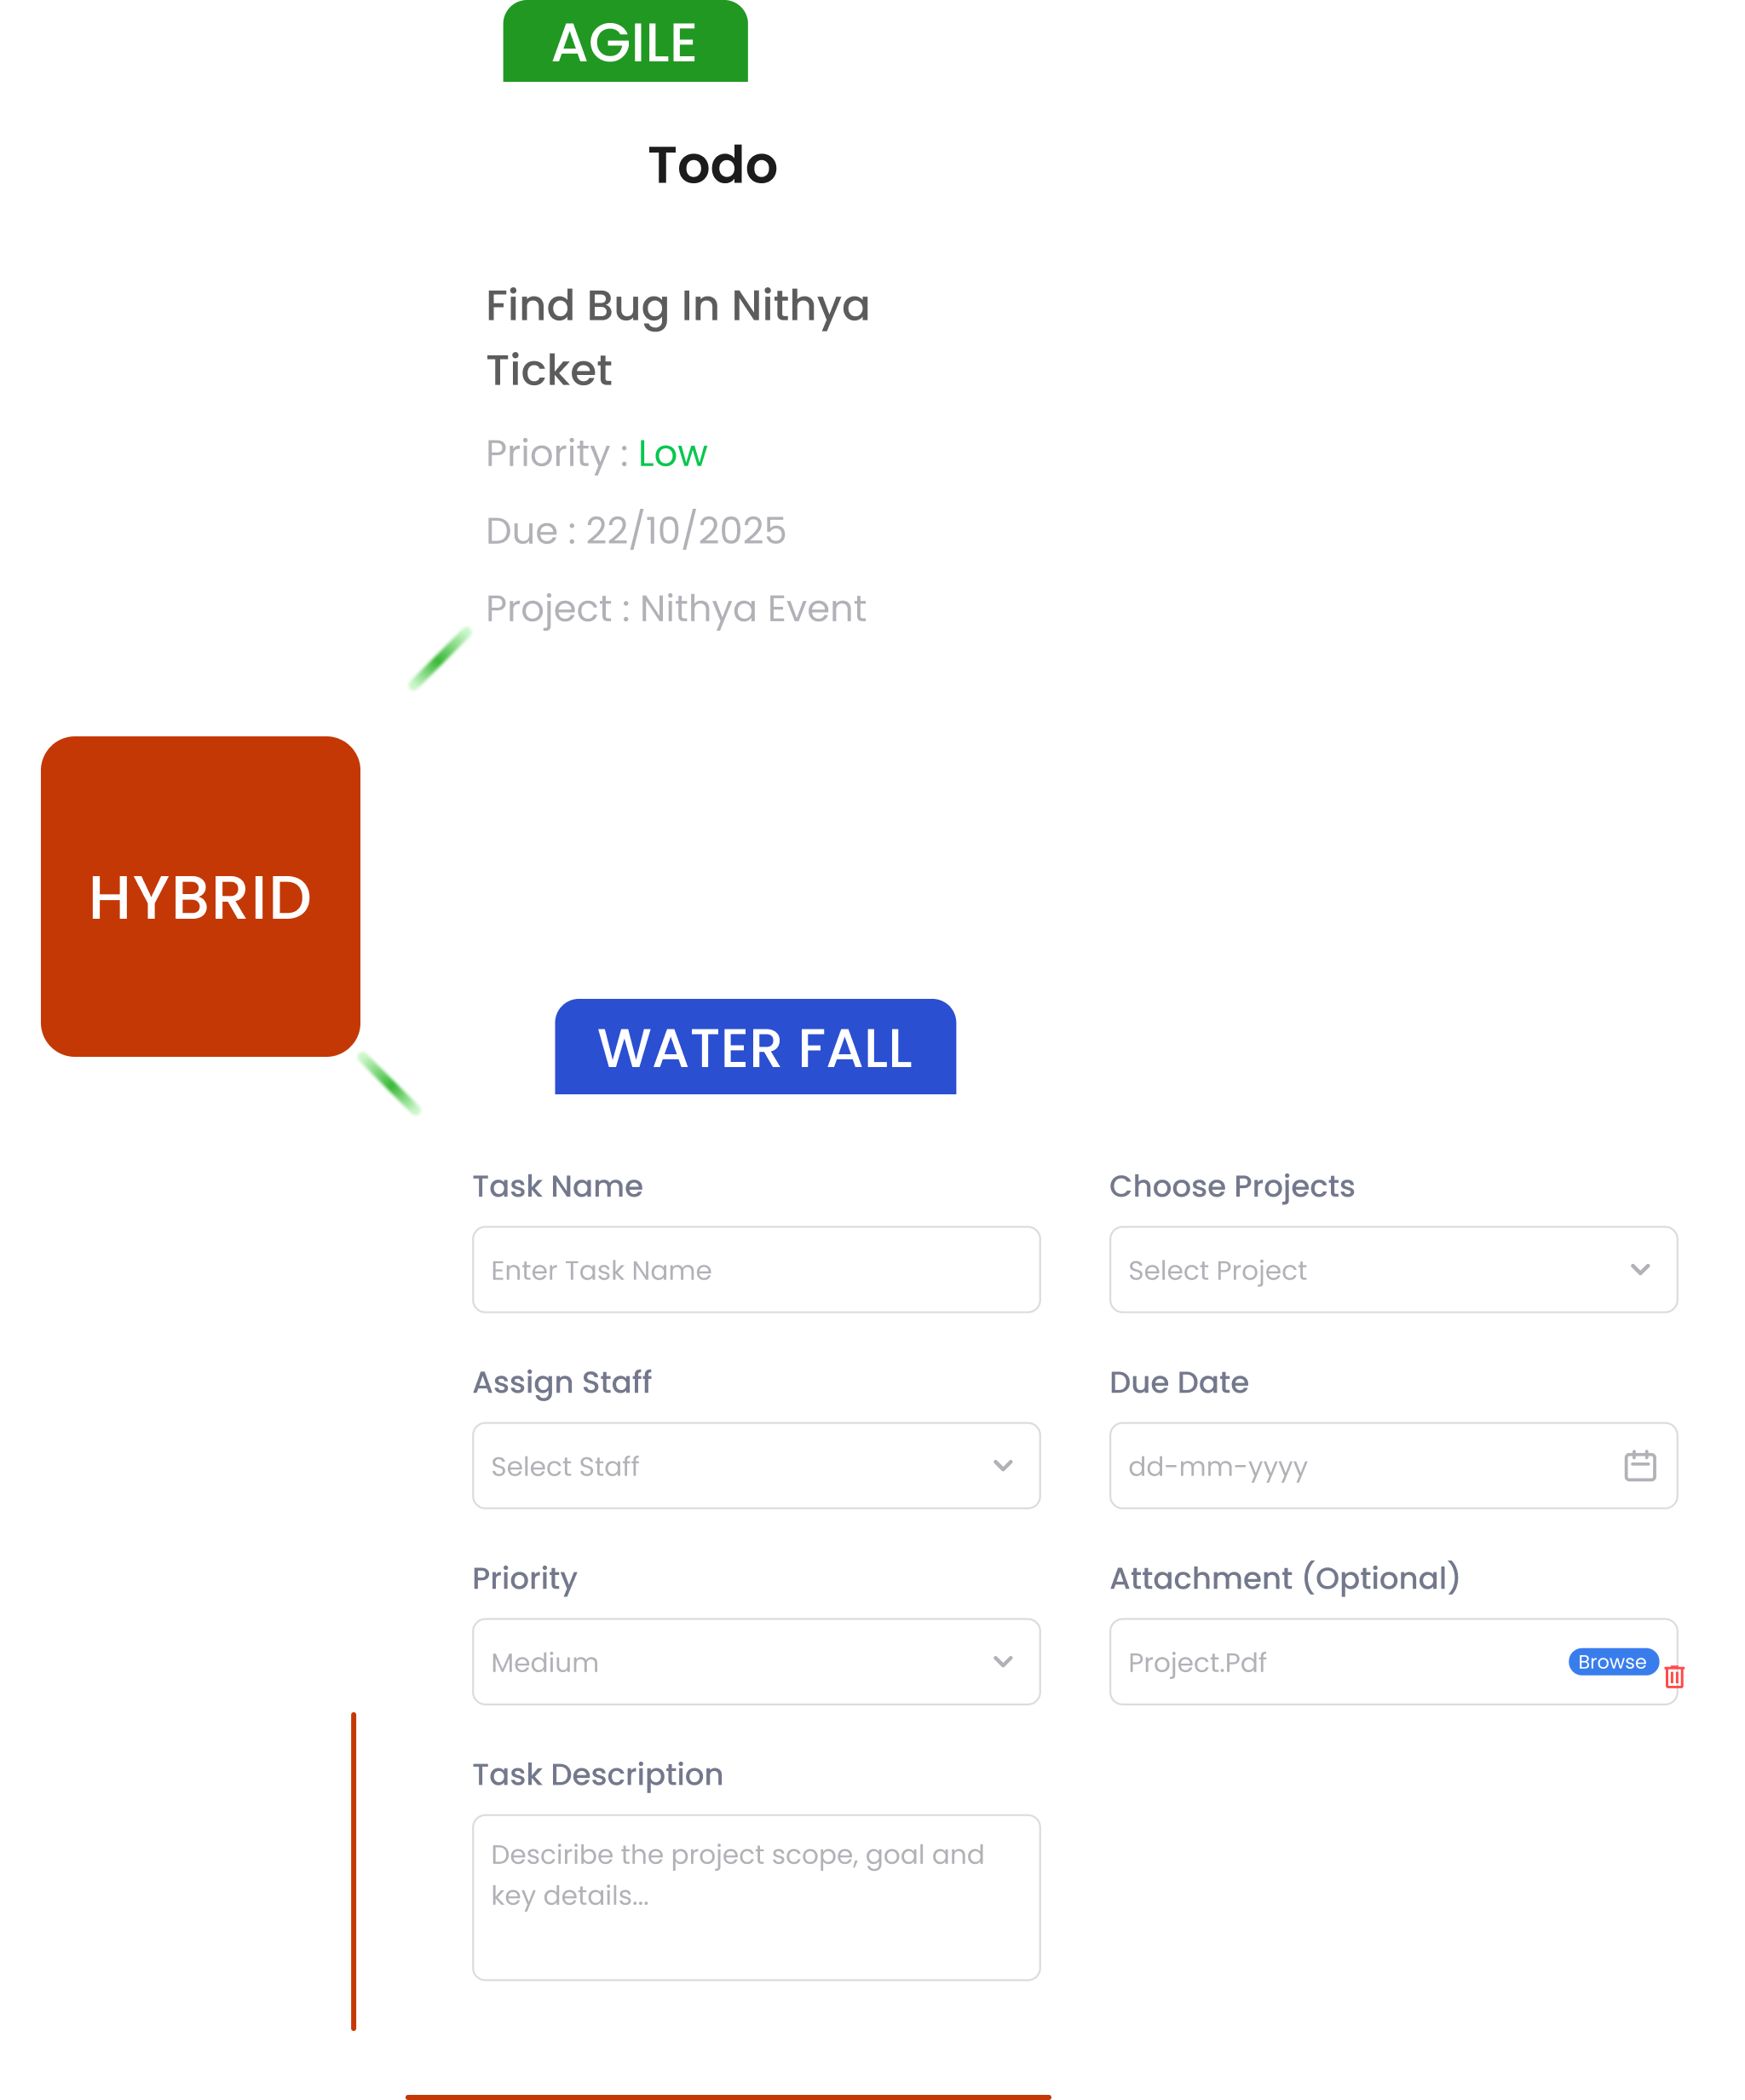 AGILE
Todo
Find Bug In Nithya
Ticket
Priority : Low
Due : 22/10/2025
Project : Nithya Event
HYBRID
WATER FALL
Task Name
Choose Projects
Enter Task Name
Select Project
Assign Staff
Due Date
Select Staff
dd-mm-yyyy
Priority
Attachment (Optional)
Medium
Project.Pdf
Browse
Task Description
Desciribe the project scope, goal and
key details...